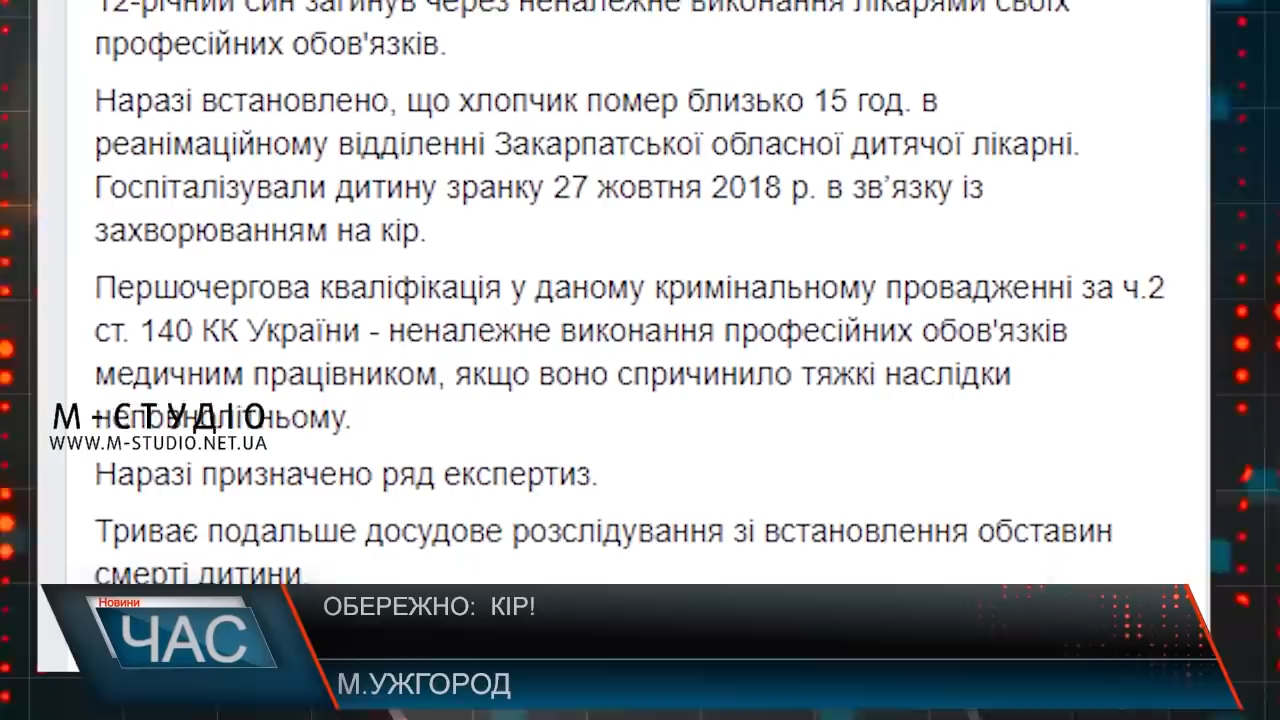 12-річний син загинув через неналежне виконання лікарями своїх
професійних обов'язків.
Наразі встановлено, що хлопчик помер близько 15 год. в
реанімаційному відділенні Закарпатської обласної дитячої лікарні.
Госпіталізували дитину зранку 27 жовтня 2018 р. в зв’язку із
захворюванням на кір.
Першочергова кваліфікація у даному кримінальному провадженні за ч.2
ст. 140 КК України - неналежне виконання професійних обов'язків
медичним працівником, якщо воно спричинило тяжкі наслідки
неповнолітньому.
М-СТУДІО
WWW.M-STUDIO.NET.UA
Наразі призначено ряд експертиз.
Триває подальше досудове розслідування зі встановлення обставин
смерті дитини.
Новини
ЧАС
ОБЕРЕЖНО: КІР!
М.УЖГОРОД